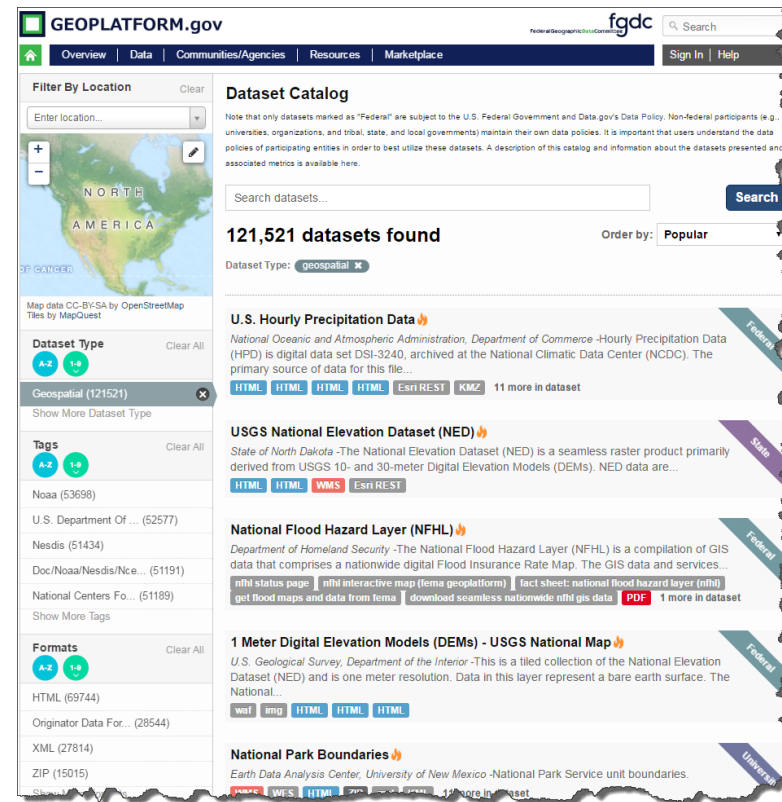 GEOPLATFORM.gov
FederalGeographicDataCommittee
fgdc
Search
Overview | Data | Communities/Agencies | Resources | Marketplace
Sign In | Help
Filter By Location Clear
Enter location...
+
−
NORTH
AMERICA
OF CANCER
Map data CC-BY-SA by OpenStreetMap
Tiles by MapQuest
Dataset Type Clear All
A-Z 1-9
Geospatial (121521)
Show More Dataset Type
Tags Clear All
A-Z 1-9
Noaa (53698)
U.S. Department Of ... (52577)
Nesdis (51434)
Doc/Noaa/Nesdis/Nce... (51191)
National Centers Fo... (51189)
Show More Tags
Formats Clear All
A-Z 1-9
HTML (69744)
Originator Data For... (28544)
XML (27814)
ZIP (15015)
Dataset Catalog
Note that only datasets marked as "Federal" are subject to the U.S. Federal Government and Data.gov's Data Policy. Non-federal participants (e.g.,
universities, organizations, and tribal, state, and local governments) maintain their own data policies. It is important that users understand the data
policies of participating entities in order to best utilize these datasets. A description of this catalog and information about the datasets presented and
associated metrics is available here.
Search datasets...
Search
121,521 datasets found
Order by: Popular
Dataset Type: geospatial ×
U.S. Hourly Precipitation Data
Federal
National Oceanic and Atmospheric Administration, Department of Commerce -Hourly Precipitation Data
(HPD) is digital data set DSI-3240, archived at the National Climatic Data Center (NCDC). The
primary source of data for this file...
HTML HTML HTML HTML Esri REST KMZ 11 more in dataset
USGS National Elevation Dataset (NED)
State
State of North Dakota -The National Elevation Dataset (NED) is a seamless raster product primarily
derived from USGS 10- and 30-meter Digital Elevation Models (DEMs). NED data are...
HTML HTML WMS Esri REST
National Flood Hazard Layer (NFHL)
Federal
Department of Homeland Security -The National Flood Hazard Layer (NFHL) is a compilation of GIS
data that comprises a nationwide digital Flood Insurance Rate Map. The GIS data and services...
nfhl status page nfhl interactive map (fema geoplatform) fact sheet: national flood hazard layer (nfhl)
get flood maps and data from fema download seamless nationwide nfhl gis data PDF 1 more in dataset
1 Meter Digital Elevation Models (DEMs) - USGS National Map
Federal
U.S. Geological Survey, Department of the Interior -This is a tiled collection of the National Elevation
Dataset (NED) and is one meter resolution. Data in this layer represent a bare earth surface. The
National...
waf img HTML HTML HTML
National Park Boundaries
Universit
Earth Data Analysis Center, University of New Mexico -National Park Service unit boundaries.
WMS WFS HTML ZIP